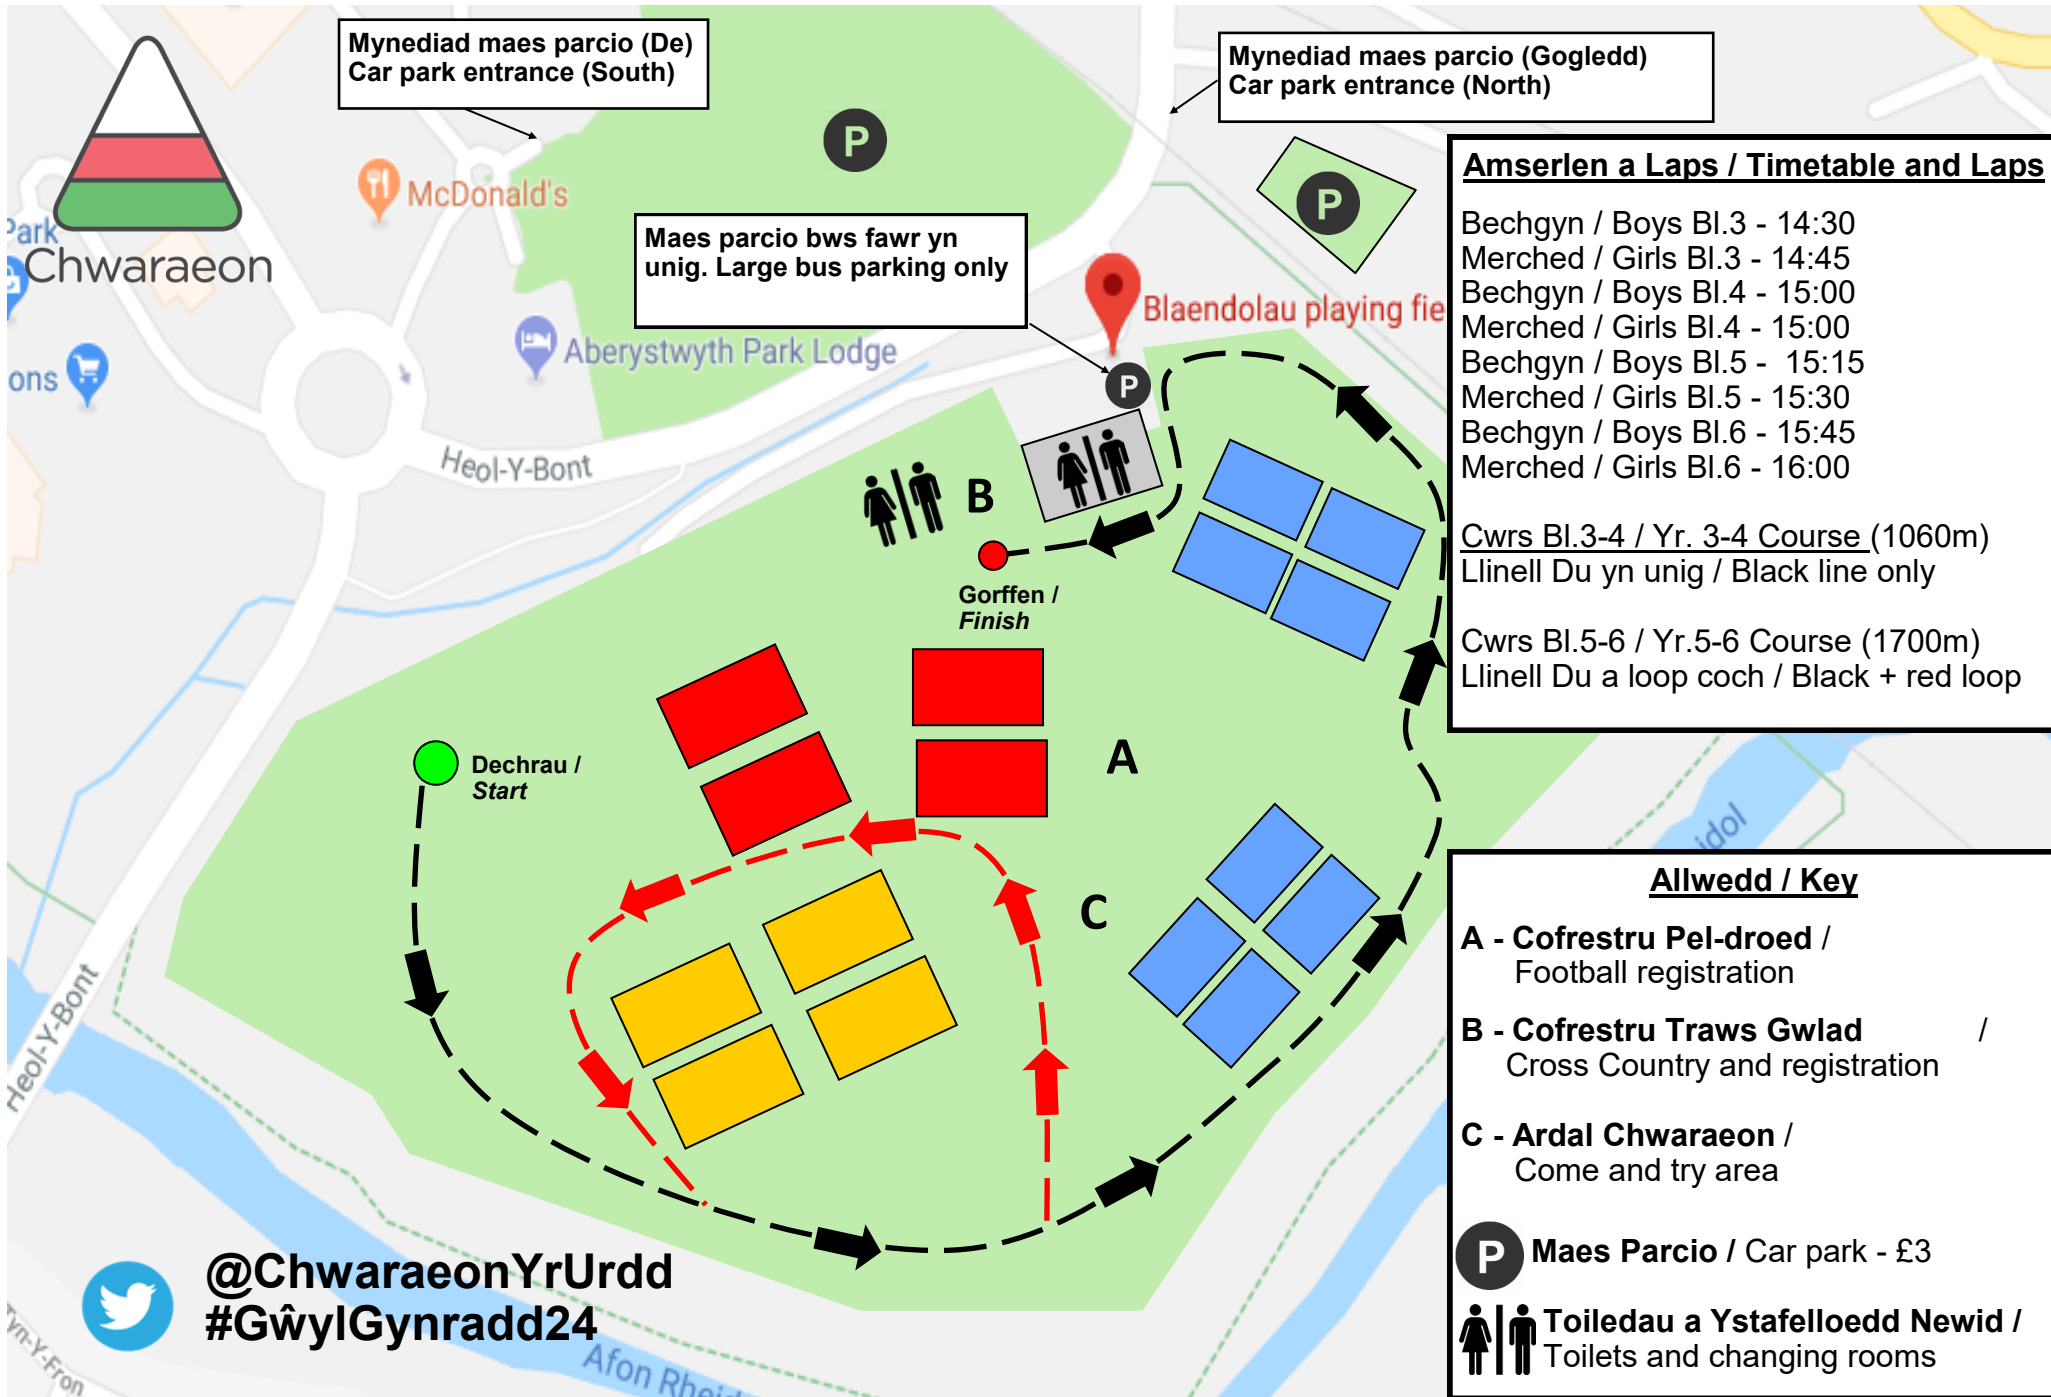 Mynediad maes parcio (De)
Car park entrance (South)
Mynediad maes parcio (Gogledd)
Car park entrance (North)
P
P
McDonald's
Park
Chwaraeon
Maes parcio bws fawr yn
unig. Large bus parking only
Blaendolau playing fie
Aberystwyth Park Lodge
ons
P
Heol-Y-Bont
B
Gorffen /
Finish
Dechrau /
Start
A
C
Heol-Y-Bont
idol
Amserlen a Laps / Timetable and Laps
Bechgyn / Boys Bl.3 - 14:30
Merched / Girls Bl.3 - 14:45
Bechgyn / Boys Bl.4 - 15:00
Merched / Girls Bl.4 - 15:00
Bechgyn / Boys Bl.5 - 15:15
Merched / Girls Bl.5 - 15:30
Bechgyn / Boys Bl.6 - 15:45
Merched / Girls Bl.6 - 16:00
Cwrs Bl.3-4 / Yr. 3-4 Course (1060m)
Llinell Du yn unig / Black line only
Cwrs Bl.5-6 / Yr.5-6 Course (1700m)
Llinell Du a loop coch / Black + red loop
Allwedd / Key
A - Cofrestru Pel-droed /
Football registration
B - Cofrestru Traws Gwlad /
Cross Country and registration
C - Ardal Chwaraeon /
Come and try area
P Maes Parcio / Car park - £3
Toiledau a Ystafelloedd Newid /
Toilets and changing rooms
@ChwaraeonYrUrdd
#GŵylGynradd24
Tyn-Y-Fron
Afon Rheid